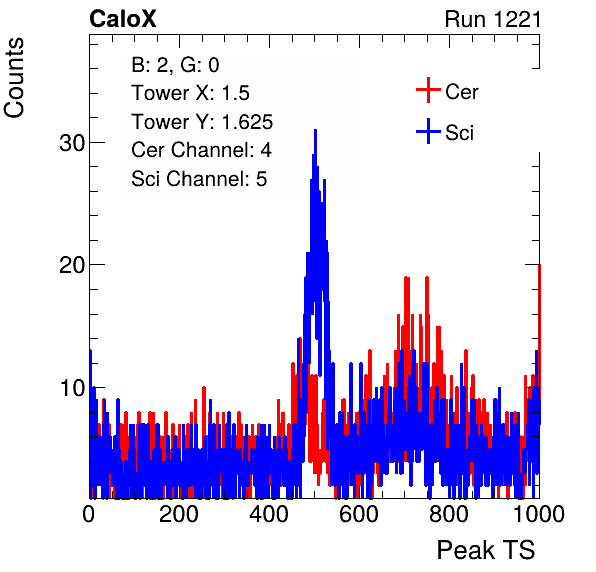 CaloX Run 1221
Counts
B: 2, G: 0
Tower X: 1.5
Tower Y: 1.625
Cer Channel: 4
Sci Channel: 5
Cer
Sci
30
20
10
0 200 400 600 800 1000
Peak TS